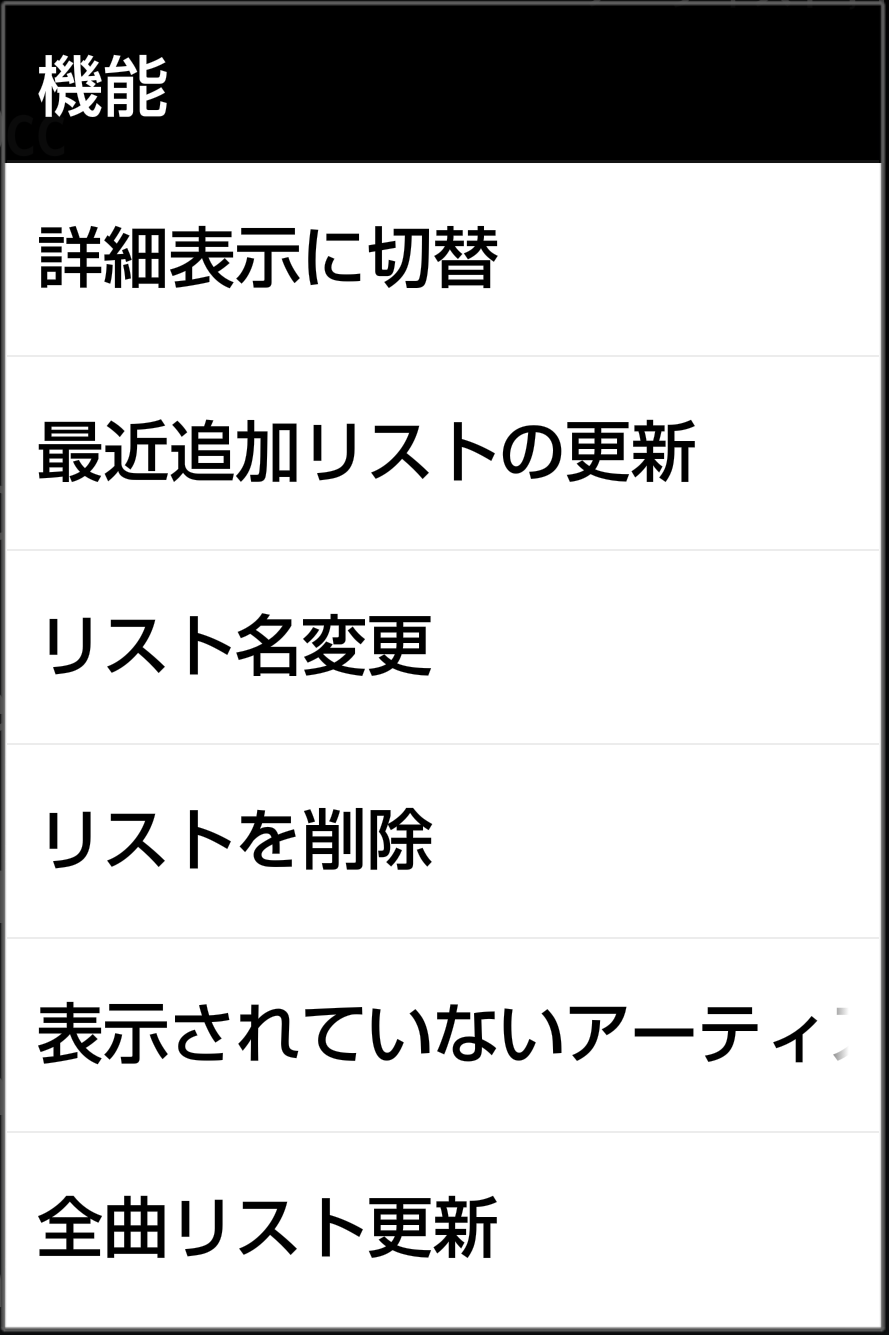 機能
詳細表示に切替
最近追加リストの更新
リスト名変更
リストを削除
表示されていないアーティ
全曲リスト更新